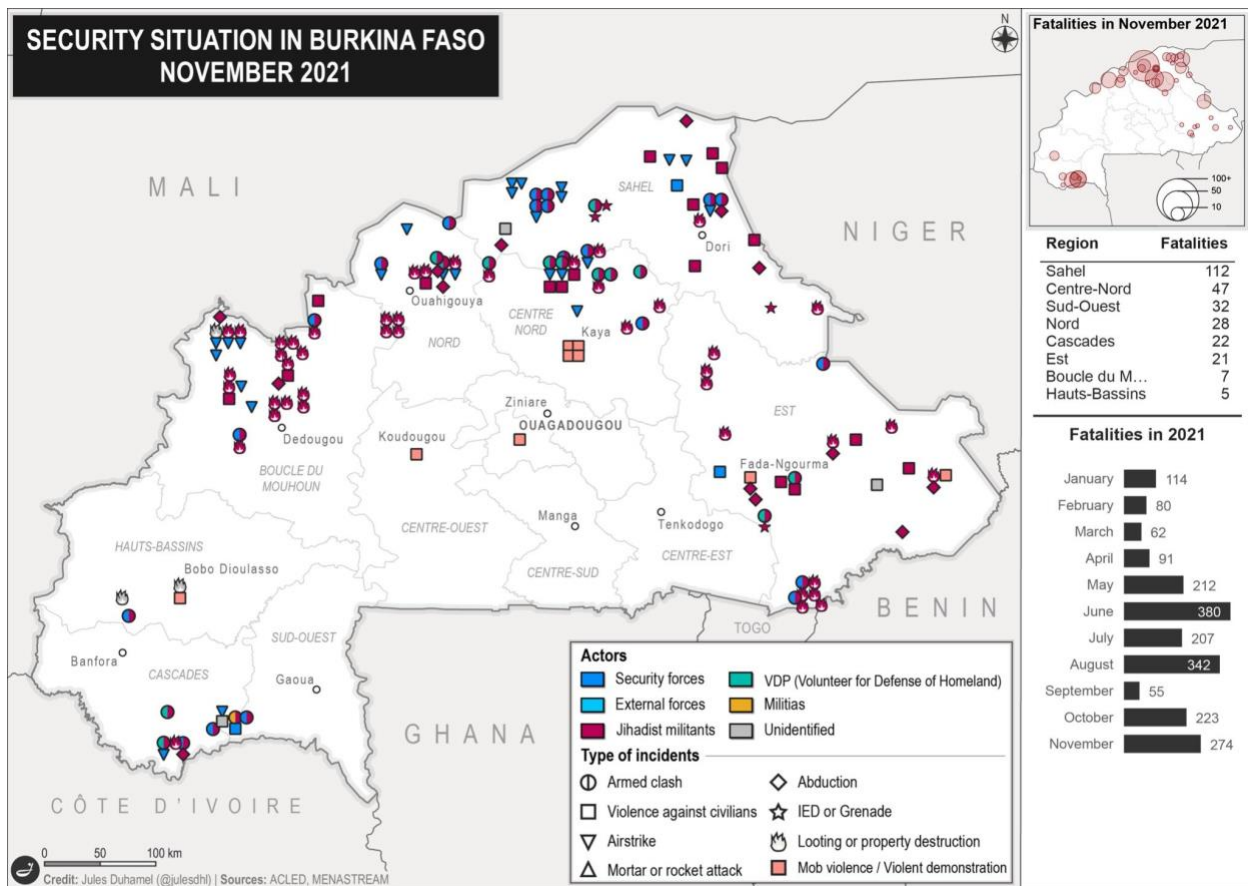 SECURITY SITUATION IN BURKINA FASO
NOVEMBER 2021
N
MALI
NIGER
SAHEL
Dori
Ouahigouya
CENTRE
NORD
Kaya
NORD
Ziniare
OUAGADOUGOU
EST
Dedougou
Koudougou
Fada-Ngourma
BOUCLE DU
MOUHOUN
CENTRE-OUEST
Manga
Tenkodogo
HAUTS-BASSINS
CENTRE-SUD
CENTRE-EST
Bobo Dioulasso
BENIN
TOGO
SUD-OUEST
Banfora
CASCADES
Gaoua
GHANA
CÔTE D'IVOIRE
0 50 100 km
Credit: Jules Duhamel (@julesdhl) | Sources: ACLED, MENASTREAM
Actors
Security forces
VDP (Volunteer for Defense of Homeland)
External forces
Militias
Jihadist militants
Unidentified
Type of incidents
Armed clash
Abduction
Violence against civilians
IED or Grenade
Airstrike
Looting or property destruction
Mortar or rocket attack
Mob violence / Violent demonstration
Fatalities in November 2021
100+
50
10
Region Fatalities
Sahel 112
Centre-Nord 47
Sud-Ouest 32
Nord 28
Cascades 22
Est 21
Boucle du M... 7
Hauts-Bassins 5
Fatalities in 2021
January 114
February 80
March 62
April 91
May 212
June 380
July 207
August 342
September 55
October 223
November 274